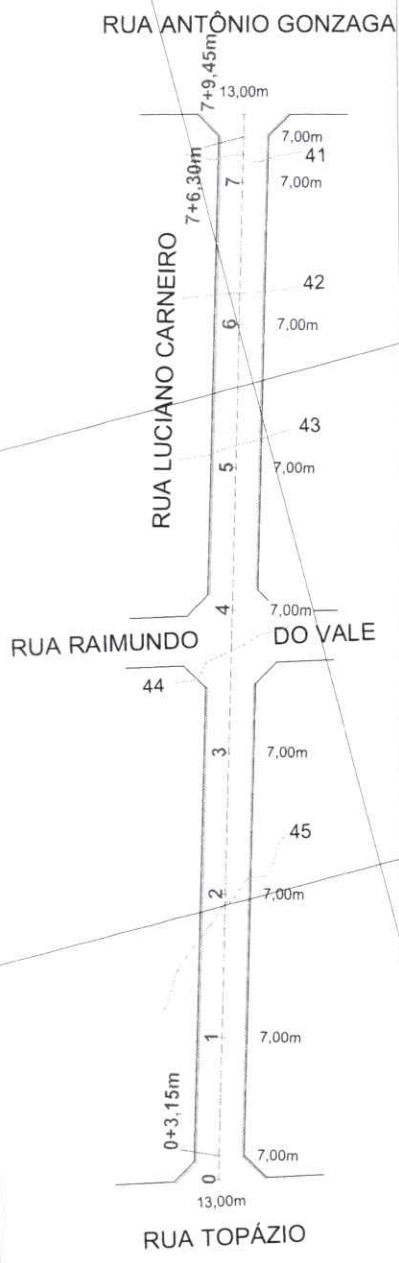 RUA ANTÔNIO GONZAGA
7+9,45m
13,00m
7,00m
41
7+6,30m
7
7,00m
RUA LUCIANO CARNEIRO
42
6
7,00m
43
5
7,00m
4
7,00m
RUA RAIMUNDO DO VALE
44
3
7,00m
45
2
7,00m
1
7,00m
0+3,15m
7,00m
0
13,00m
RUA TOPÁZIO